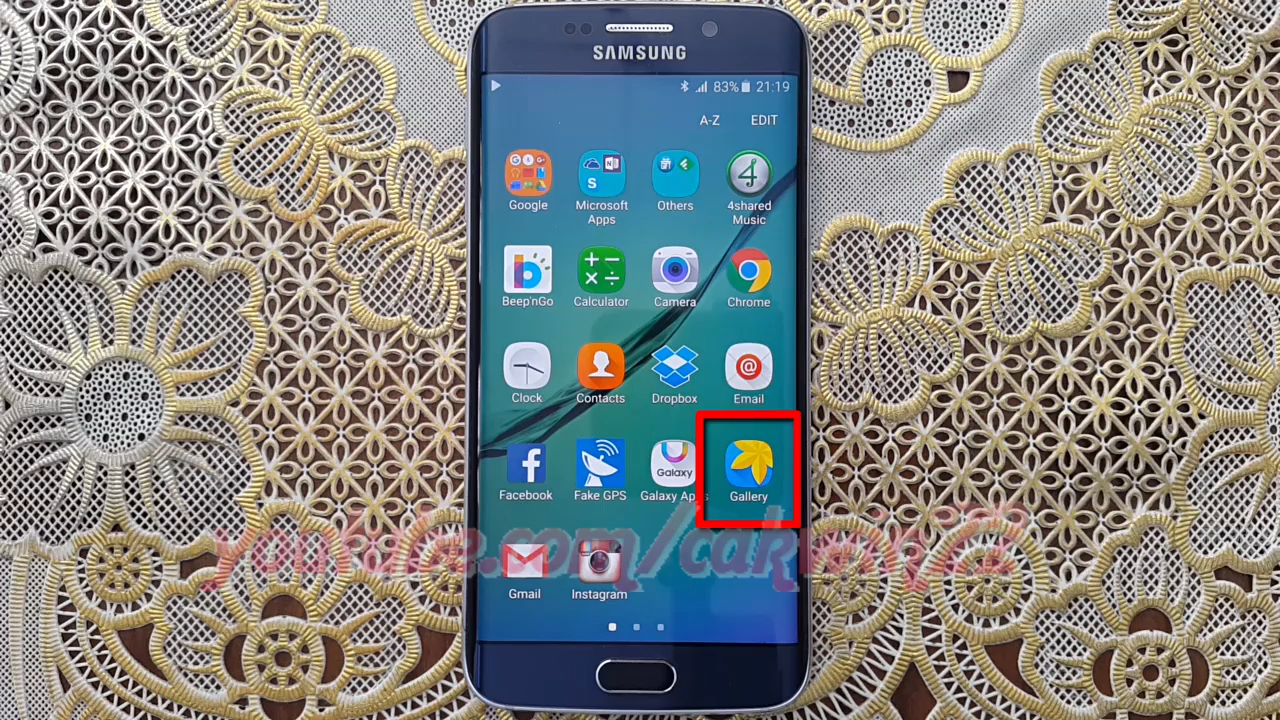 SAMSUNG
83% 21:19
A-Z EDIT
Google
Microsoft Apps
Others
4shared Music
Beep'nGo
Calculator
Camera
Chrome
Clock
Contacts
Dropbox
Email
Facebook
Fake GPS
Galaxy
Galaxy Apps
Gallery
Gmail
Instagram